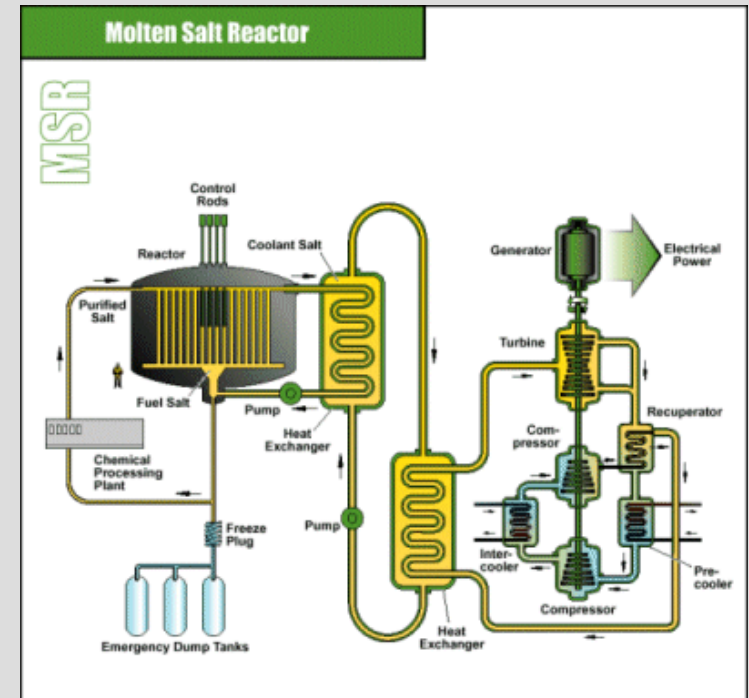 Molten Salt Reactor
MSR
Control
Rods
Reactor
Coolant Salt
Purified
Salt
Fuel Salt
Pump
Heat
Exchanger
Chemical
Processing
Plant
Freeze
Plug
Emergency Dump Tanks
Pump
Heat
Exchanger
Generator
Electrical
Power
Turbine
Recuperator
Com-
pressor
Inter-
cooler
Pre-
cooler
Compressor